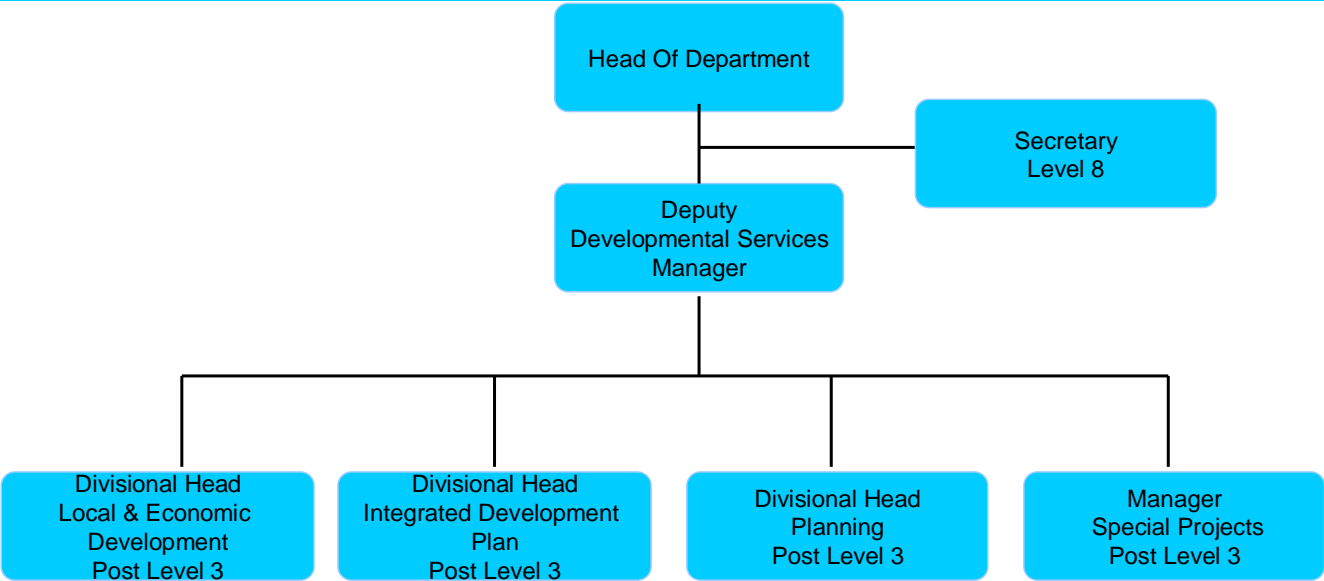 Head Of Department
Secretary
Level 8
Deputy
Developmental Services
Manager
Divisional Head
Local & Economic
Development
Post Level 3
Divisional Head
Integrated Development
Plan
Post Level 3
Divisional Head
Planning
Post Level 3
Manager
Special Projects
Post Level 3